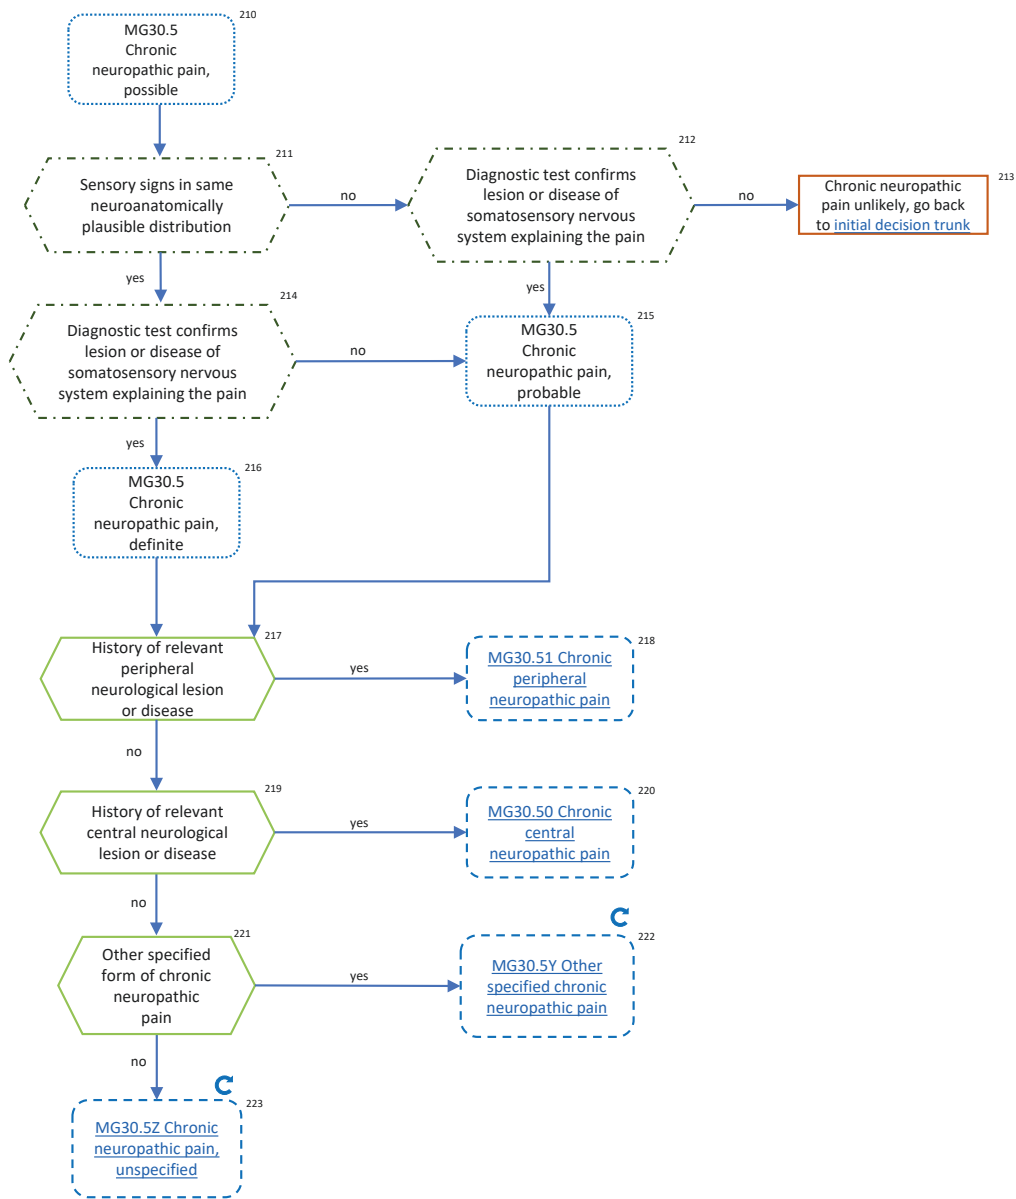 210
MG30.5
Chronic
neuropathic pain,
possible
211
Sensory signs in same
neuroanatomically
plausible distribution
no
212
Diagnostic test confirms
lesion or disease of
somatosensory nervous
system explaining the pain
no
213
Chronic neuropathic
pain unlikely, go back
to initial decision trunk
yes
yes
214
Diagnostic test confirms
lesion or disease of
somatosensory nervous
system explaining the pain
no
215
MG30.5
Chronic
neuropathic pain,
probable
yes
216
MG30.5
Chronic
neuropathic pain,
definite
217
History of relevant
peripheral
neurological lesion
or disease
yes
218
MG30.51 Chronic
peripheral
neuropathic pain
no
219
History of relevant
central neurological
lesion or disease
yes
220
MG30.50 Chronic
central
neuropathic pain
no
221
Other specified
form of chronic
neuropathic
pain
yes
222
MG30.5Y Other
specified chronic
neuropathic pain
no
223
MG30.5Z Chronic
neuropathic pain,
unspecified